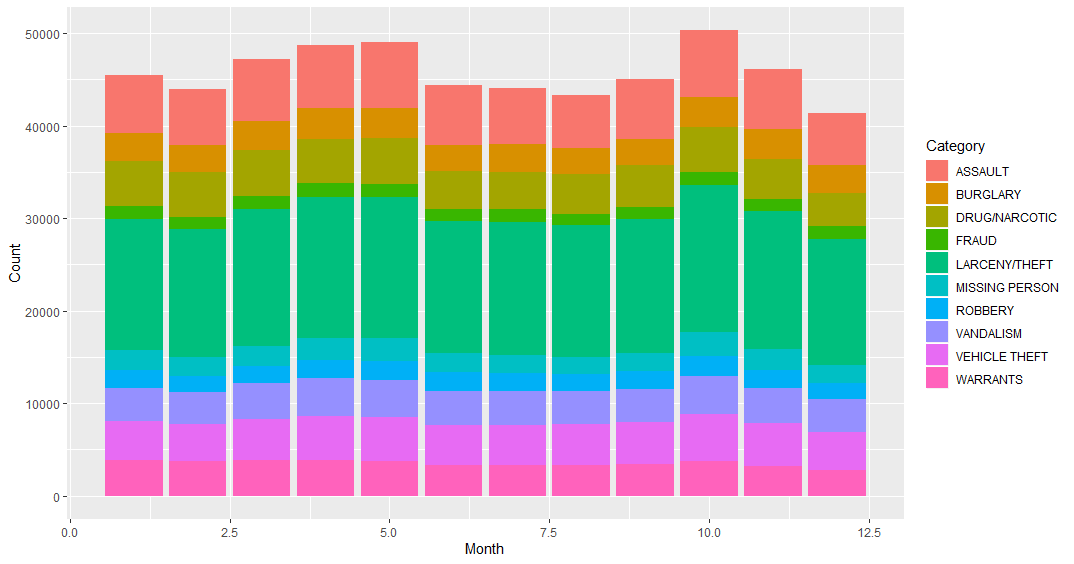 50000
40000
30000
20000
10000
0
Count
0.0 2.5 5.0 7.5 10.0 12.5
Month
Category
ASSAULT
BURGLARY
DRUG/NARCOTIC
FRAUD
LARCENY/THEFT
MISSING PERSON
ROBBERY
VANDALISM
VEHICLE THEFT
WARRANTS